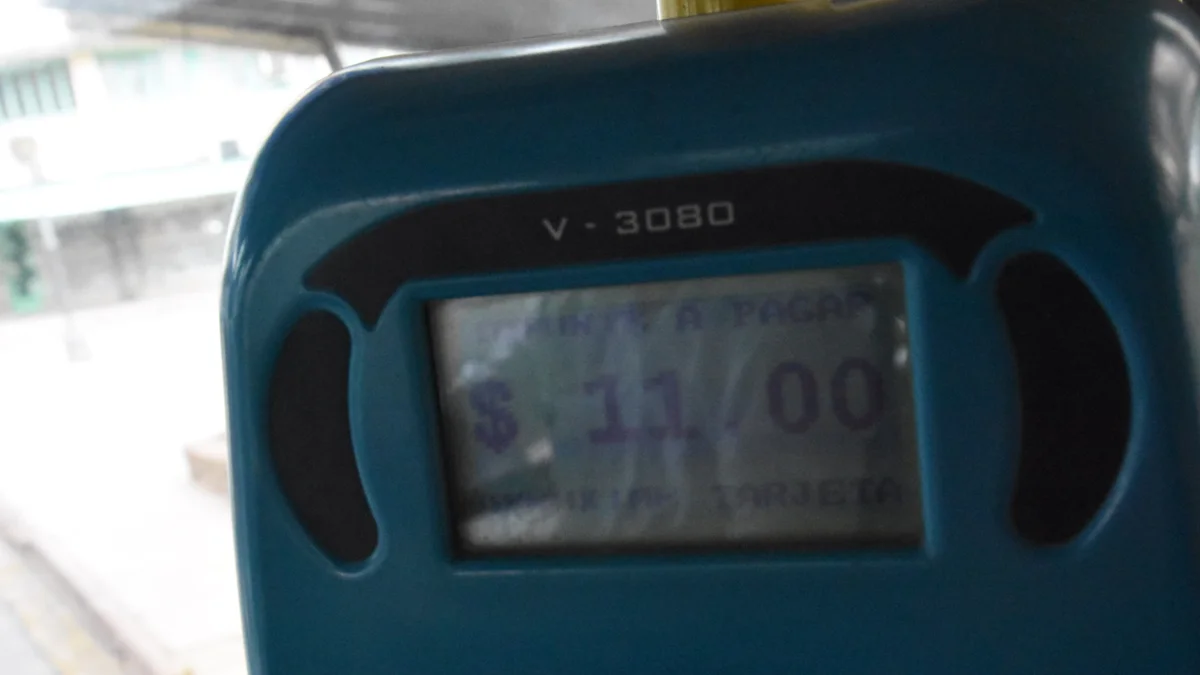 V - 3080
A PAGAR
$ 11,00
TARJETA